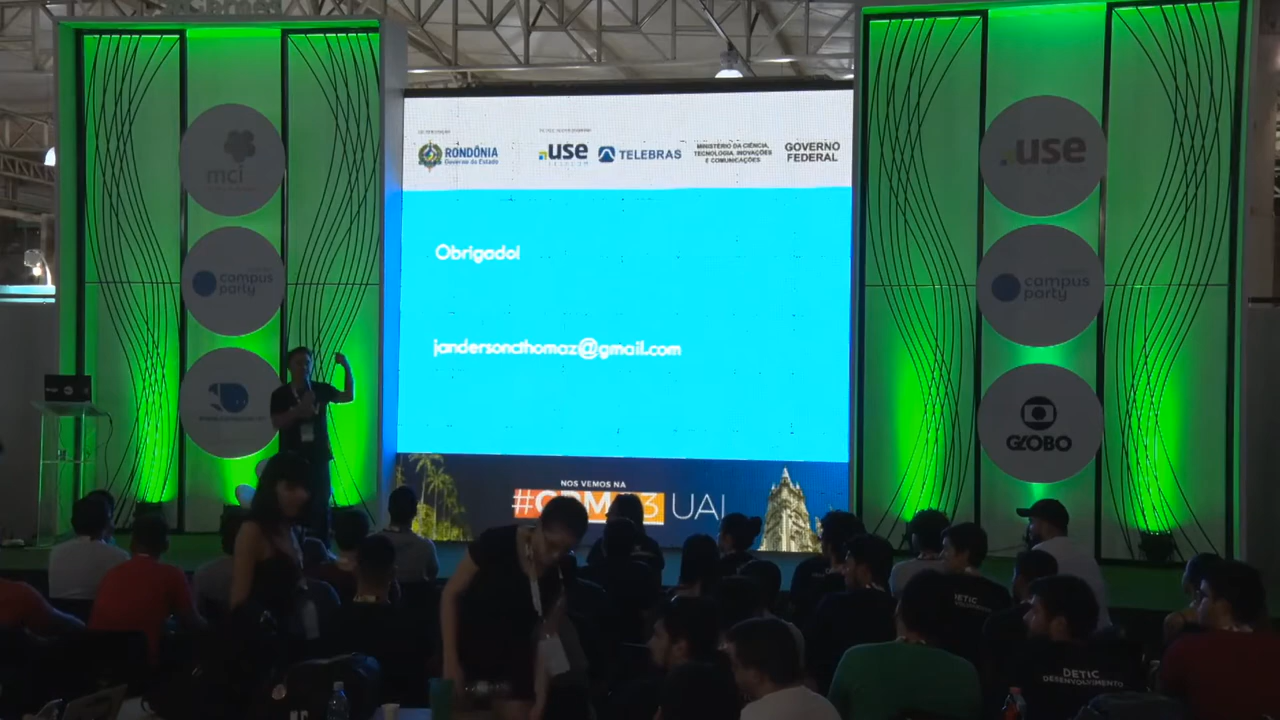 RONDÔNIA
Governo do Estado
use
TELEBRAS
MINISTÉRIO DA CIÊNCIA,
TECNOLOGIA, INOVAÇÕES
E COMUNICAÇÕES
GOVERNO
FEDERAL
Obrigado!
jandersoncthomaz@gmail.com
NOS VEMOS NA
UAI
mci
campus
party
use
campus
party
GLOBO
DETIC
DESENVOLVIMENTO